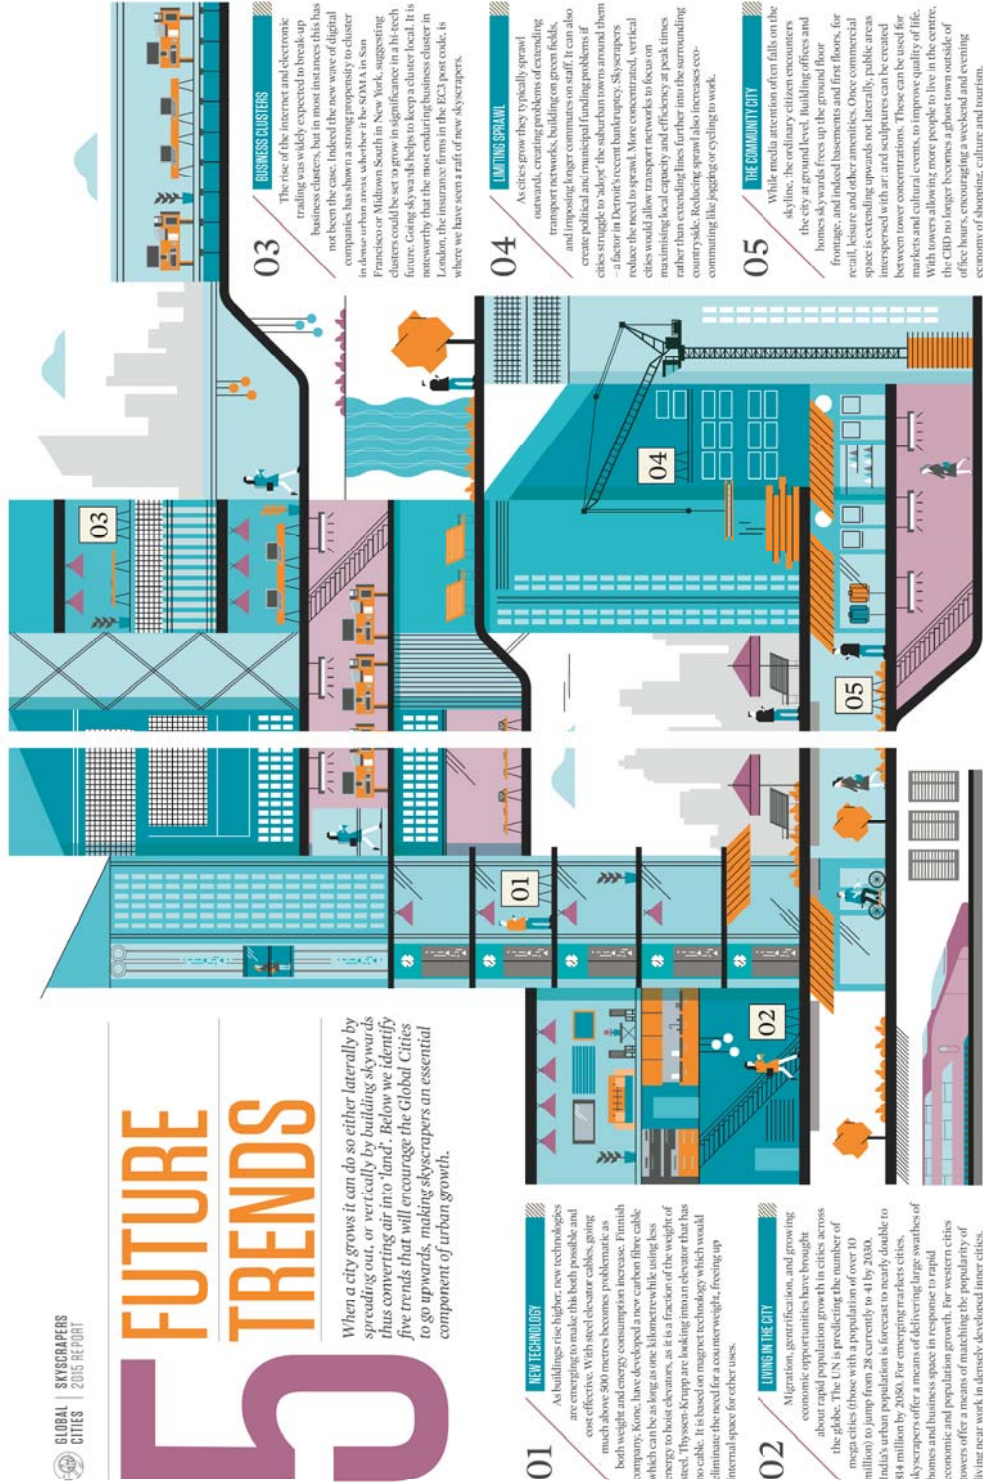 GLOBAL CITIES | SKYSCRAPERS 2015 REPORT
5 FUTURE
TRENDS
When a city grows it can do so either laterally by
spreading out, or vertically by building skywards
thus converting air into 'land'. Below we identify
five trends that will encourage the Global Cities
to go upwards, making skyscrapers an essential
component of urban growth.
01
NEW TECHNOLOGY
As buildings rise higher, new technologies
are emerging to make this both possible and
cost effective. With steel elevator cables, going
much above 500 metres becomes problematic as
both weight and energy consumption increase. Finnish
company, Kone, have developed a new carbon fibre cable
which can be as long as one kilometre while using less
energy to hoist elevators, as it is a fraction of the weight of
steel. Thyssen-Krupp are looking into an elevator that has
no cable. It is based on magnet technology which would
eliminate the need for a counterweight, freeing up
internal space for other uses.
02
LIVING IN THE CITY
Migration, gentrification, and growing
economic opportunities have brought
about rapid population growth in cities across
the globe. The UN is predicting the number of
mega cities (those with a population of over 10
million) to jump from 28 currently to 41 by 2030.
India's urban population is forecast to nearly double to
14 million by 2050. For emerging markets cities,
skyscrapers offer a means of delivering large swathes of
homes and business space in response to rapid
economic and population growth. For western cities
towers offer a means of matching the popularity of
living near work in densely developed inner cities.
03
BUSINESS CLUSTERS
The rise of the internet and electronic
trading was widely expected to break-up
business clusters, but in most instances this has
not been the case. Indeed the new wave of digital
companies has shown a strong propensity to cluster
in dense urban areas, whether it be SOMA in San
Francisco or Midtown South in New York, suggesting
clusters could be set to grow in significance in a hi-tech
future. Going skywards helps to keep a cluster local. It is
noteworthy that the most enduring business cluster in
London, the insurance firms in the EC3 post code, is
where we have seen a raft of new skyscrapers.
04
LIMITING SPRAWL
As cities grow they typically sprawl
outwards, creating problems of extending
transport networks, building on green fields,
and imposing longer commutes on staff. It can also
create political and municipal funding problems if
cities struggle to 'adopt' the suburban towns around them
– a factor in Detroit's recent bankruptcy. Skyscrapers
reduce the need to sprawl. More concentrated, vertical
cities would allow transport networks to focus on
maximising local capacity and efficiency at peak times
rather than extending lines further into the surrounding
countryside. Reducing sprawl also increases eco-
commuting like jogging or cycling to work.
05
THE COMMUNITY CITY
While media attention often falls on the
skyline, the ordinary citizen encounters
the city at ground level. Building offices and
homes skywards frees up the ground floor
frontage, and indeed basements and first floors, for
retail, leisure and other amenities. Once commercial
space is extending upwards not laterally, public areas
interspersed with art and sculptures can be created
between tower concentrations. These can be used for
markets and cultural events, to improve quality of life.
With towers allowing more people to live in the centre,
the CBD no longer becomes a ghost town outside of
office hours, encouraging a weekend and evening
economy of shopping, culture and tourism.
01
02
03
04
05